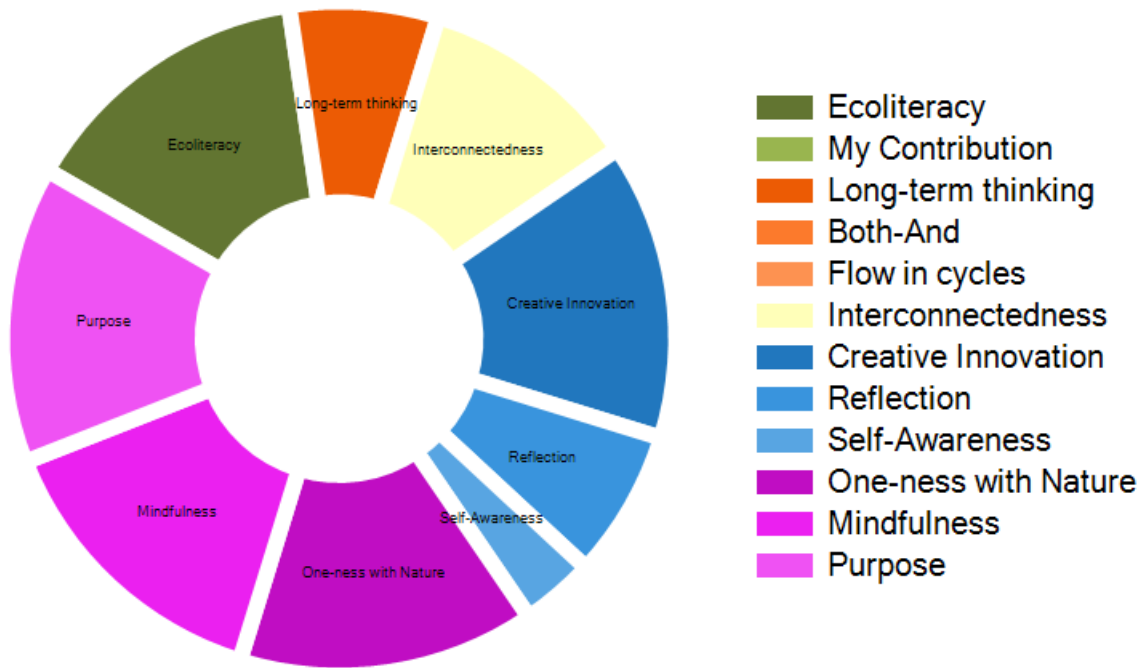 Long-term thinking
Ecoliteracy
Interconnectedness
Creative Innovation
Purpose
Reflection
Mindfulness
Self-Awareness
One-ness with Nature
Ecoliteracy
My Contribution
Long-term thinking
Both-And
Flow in cycles
Interconnectedness
Creative Innovation
Reflection
Self-Awareness
One-ness with Nature
Mindfulness
Purpose